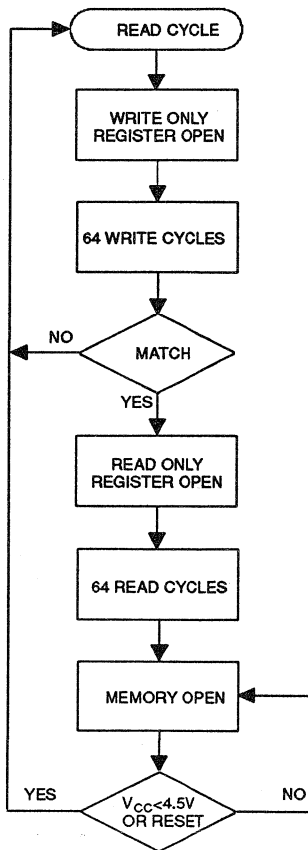 READ CYCLE
WRITE ONLY
REGISTER OPEN
64 WRITE CYCLES
NO
MATCH
YES
READ ONLY
REGISTER OPEN
64 READ CYCLES
MEMORY OPEN
YES
NO
VCC<4.5V
OR RESET